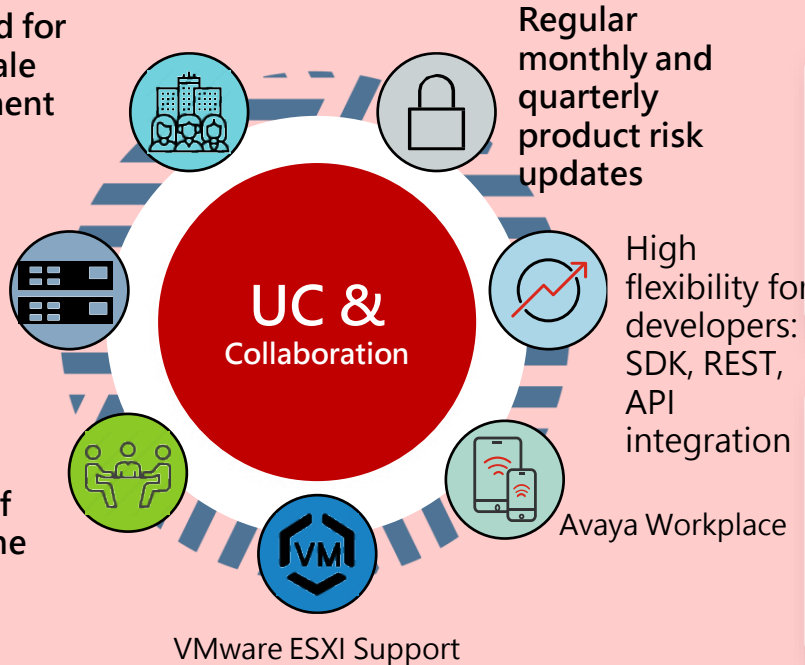 d for
ale
ment
Regular
monthly and
quarterly
product risk
updates
UC &
Collaboration
High
flexibility for
developers:
SDK, REST,
API
integration
f
ne
VM
Avaya Workplace
VMware ESXI Support